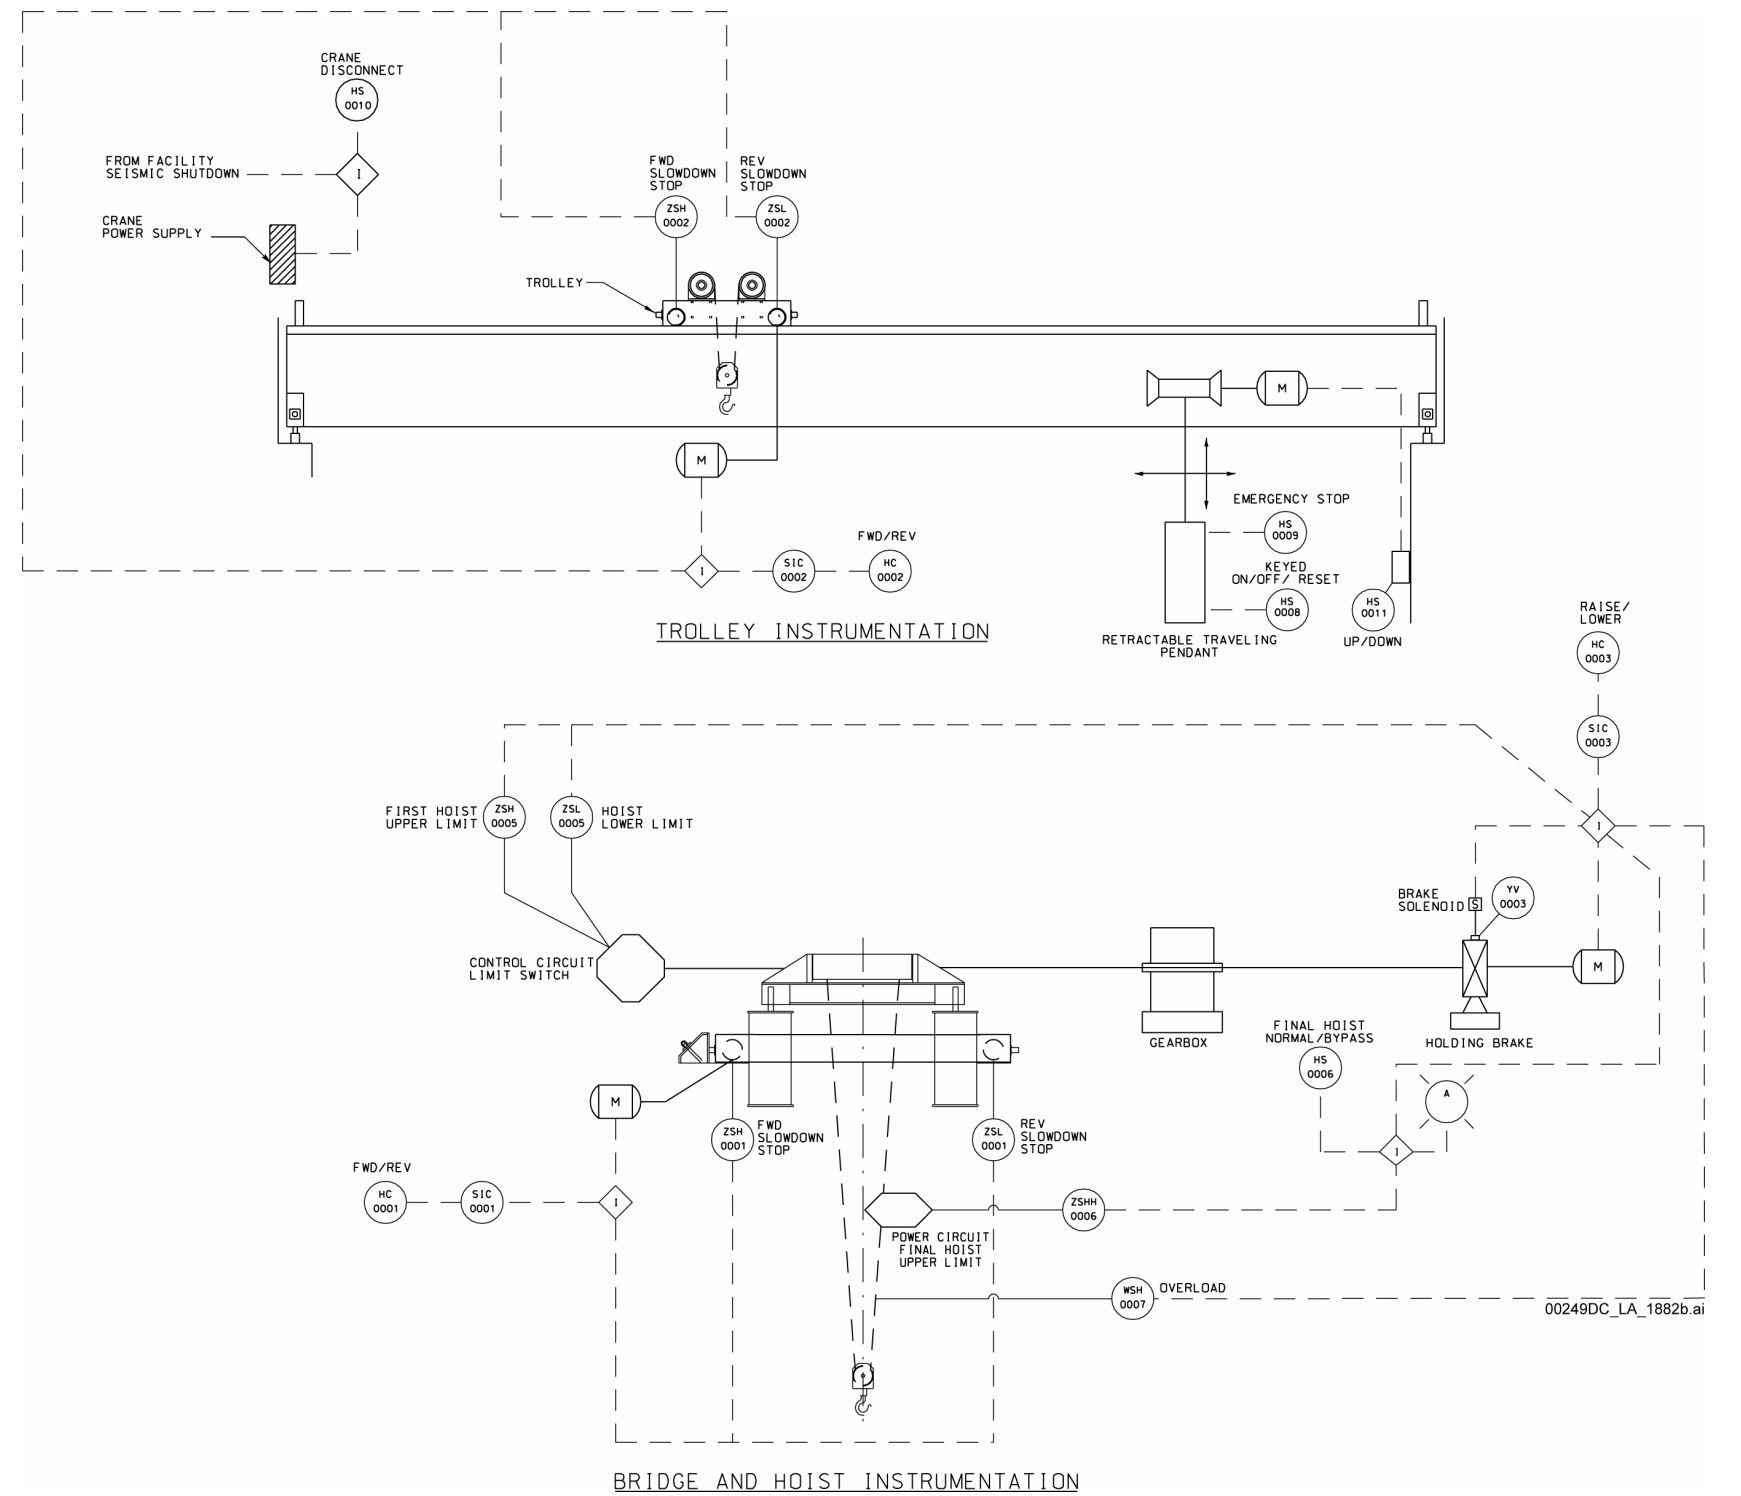 CRANE
DISCONNECT
HS
0010
FROM FACILITY
SEISMIC SHUTDOWN
I
CRANE
POWER SUPPLY
FWD
SLOWDOWN
STOP
ZSH
0002
REV
SLOWDOWN
STOP
ZSL
0002
TROLLEY
M
M
EMERGENCY STOP
HS
0009
KEYED
ON/OFF/ RESET
HS
0008
HS
0011
UP/DOWN
RETRACTABLE TRAVELING
PENDANT
FWD/REV
I
SIC
0002
HC
0002
TROLLEY INSTRUMENTATION
RAISE/
LOWER
HC
0003
SIC
0003
I
FIRST HOIST
UPPER LIMIT
ZSH
0005
ZSL
0005
HOIST
LOWER LIMIT
BRAKE
SOLENOID
S
YV
0003
CONTROL CIRCUIT
LIMIT SWITCH
M
GEARBOX
HOLDING BRAKE
FINAL HOIST
NORMAL/BYPASS
HS
0006
A
I
M
ZSH
0001
FWD
SLOWDOWN
STOP
ZSL
0001
REV
SLOWDOWN
STOP
FWD/REV
HC
0001
SIC
0001
I
ZSHH
0006
POWER CIRCUIT
FINAL HOIST
UPPER LIMIT
WSH
0007
OVERLOAD
00249DC_LA_1882b.ai
BRIDGE AND HOIST INSTRUMENTATION